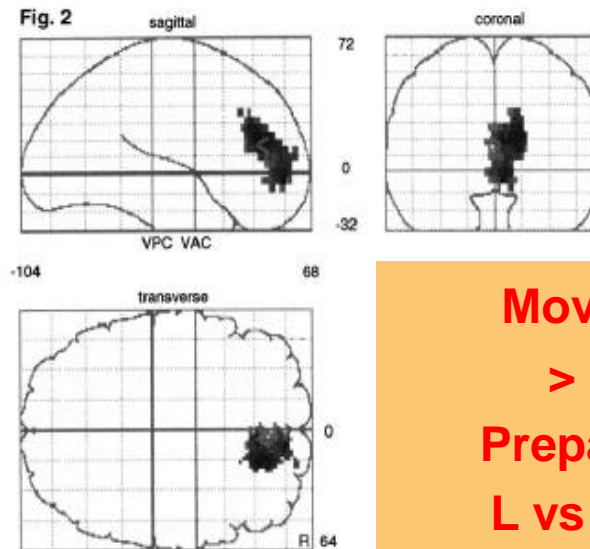 Fig. 2
sagittal
coronal
72
0
-32
VPC VAC
-104
68
transverse
0
R
64
Mov
>
Prepa
L vs